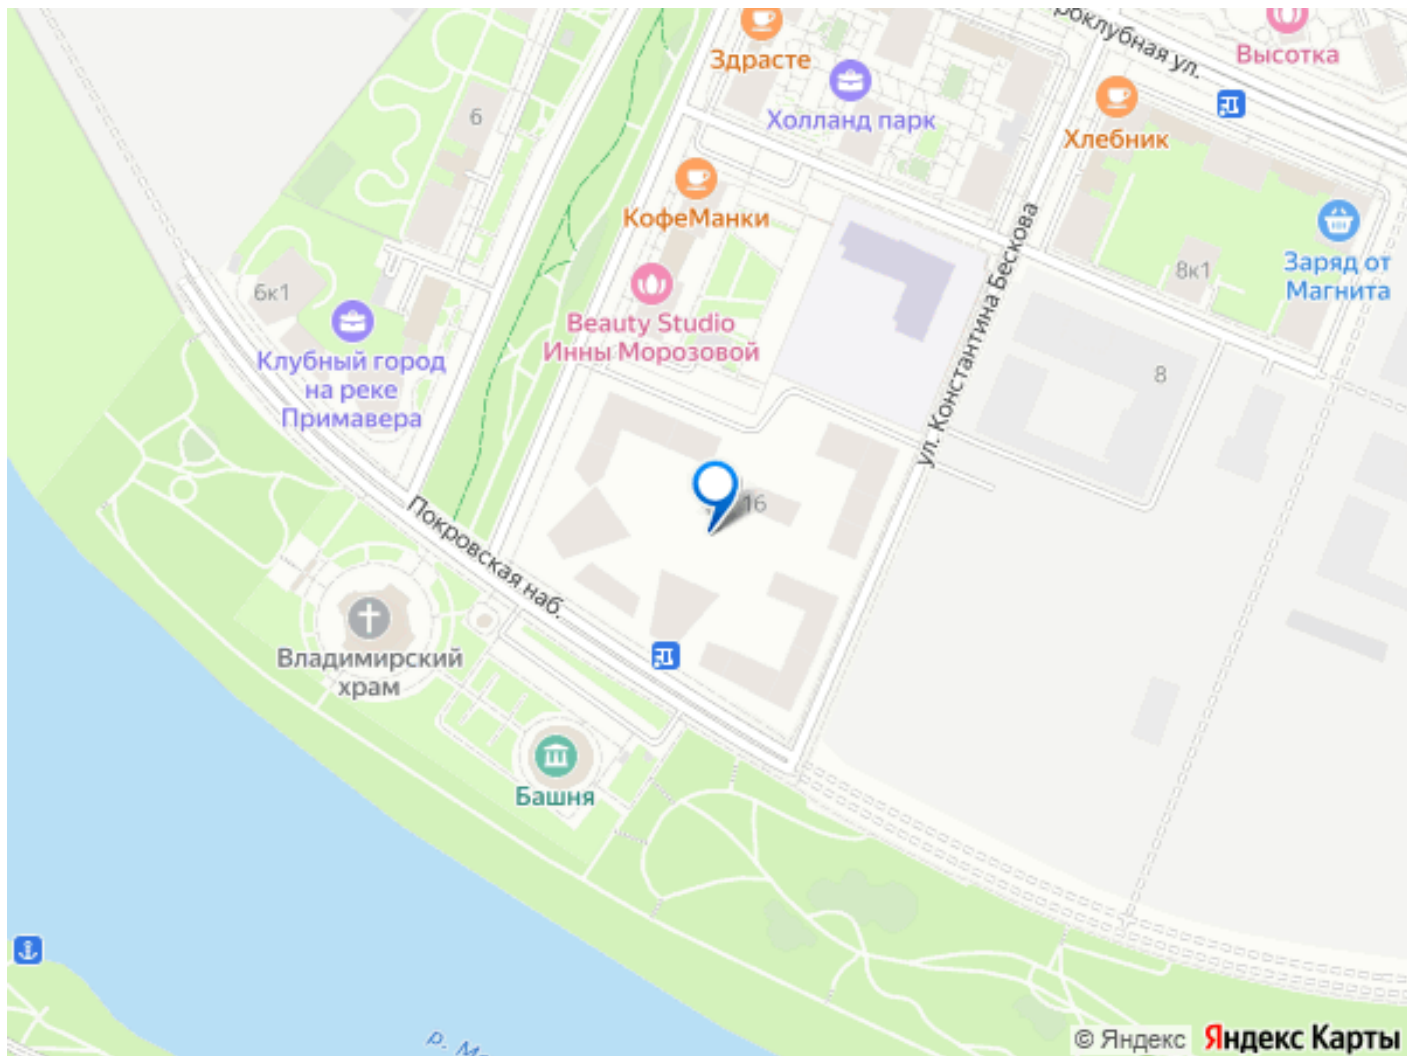 Здрасте
Холланд парк
Высотка
Хлебник
6
КофеМанки
Заряд от
Магнита
8к1
6к1
Beauty Studio
Инны Морозовой
ул. Константина Бескова
Клубный город
на реке
Примавера
8
16
Покровская наб.
Владимирский
храм
Башня
© Яндекс
Яндекс Карты